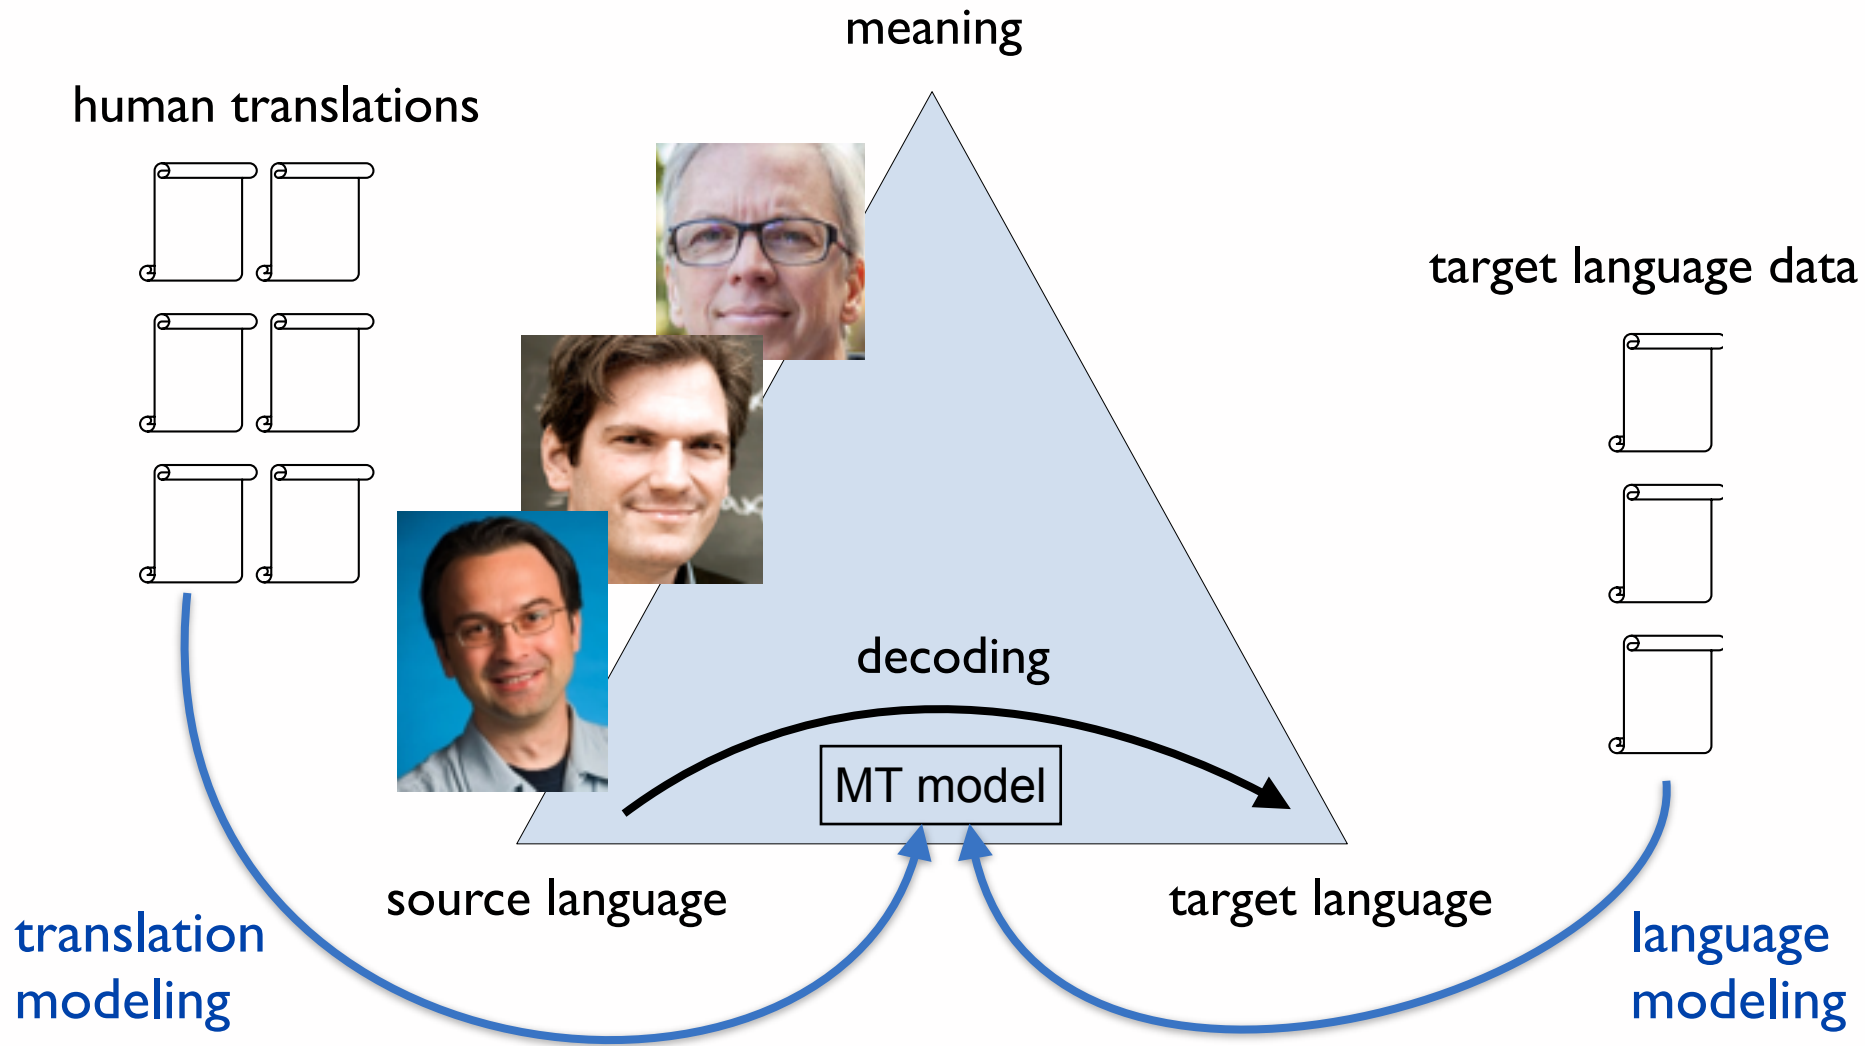 meaning
human translations
target language data
decoding
MT model
source language
target language
translation
modeling
language
modeling